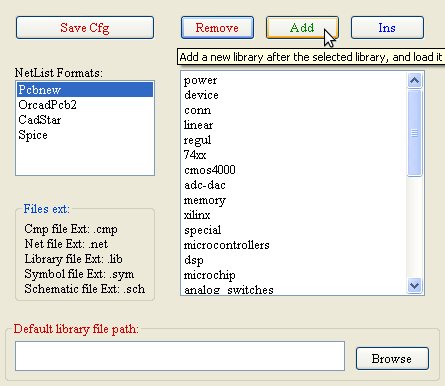 Save Cfg
Remove
Add
Ins
Add a new library after the selected library, and load it
NetList Formats:
Pcbnew
OrcadPcb2
CadStar
Spice
power
device
conn
linear
regul
74xx
cmos4000
adc-dac
memory
xilinx
special
microcontrollers
dsp
microchip
analog_switches
Files ext:
Cmp file Ext: .cmp
Net file Ext: .net
Library file Ext: .lib
Symbol file Ext: .sym
Schematic file Ext: .sch
Default library file path:
Browse